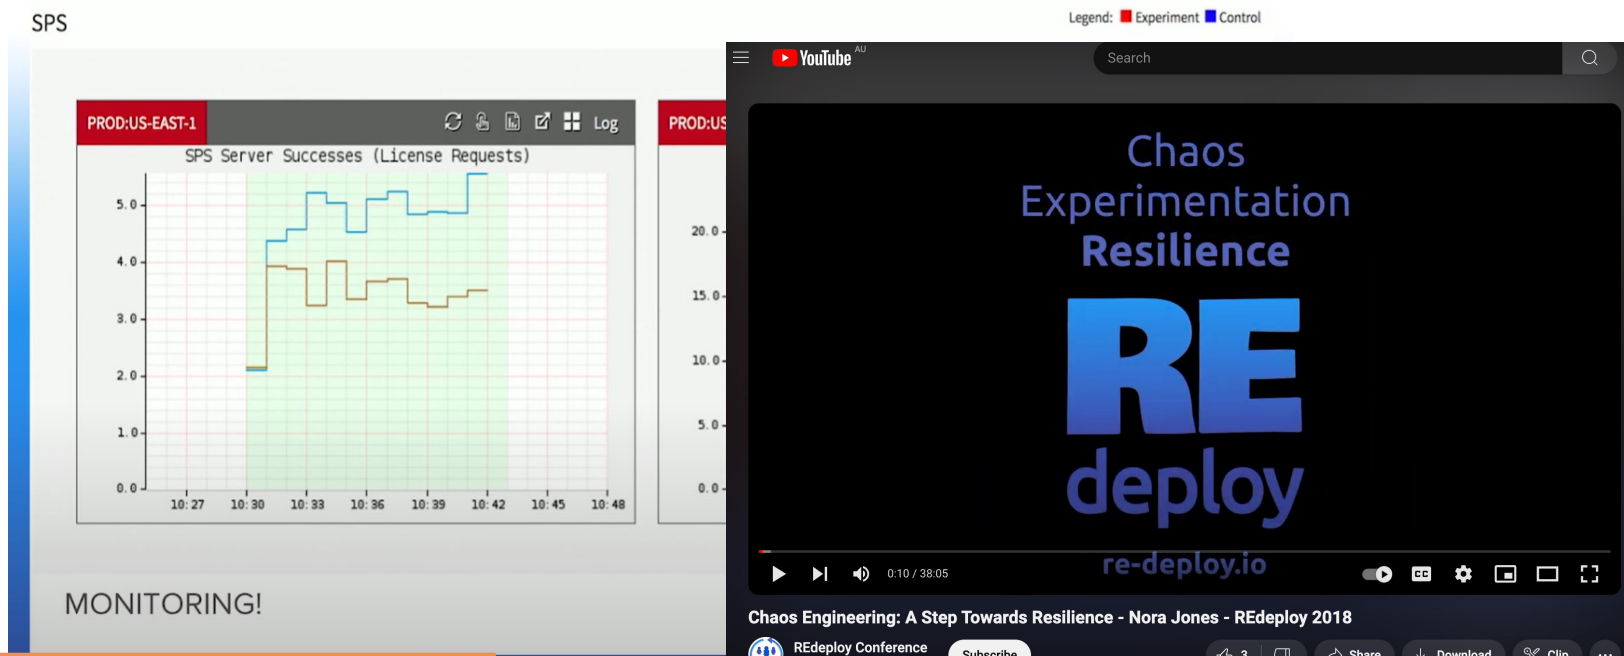 SPS
Legend: Experiment Control
PROD:US-EAST-1
Log
SPS Server Successes (License Requests)
5.0
4.0
3.0
2.0
1.0
0.0
10:27 10:30 10:33 10:36 10:39 10:42 10:45 10:48
MONITORING!
PROD:US
20.0
15.0
10.0
5.0
0.0
YouTube AU
Search
Chaos
Experimentation
Resilience
RE
deploy
re-deploy.io
0:10 / 38:05
CC
Chaos Engineering: A Step Towards Resilience - Nora Jones - REdeploy 2018
REdeploy Conference
Subscribe
3 Share Download Clip